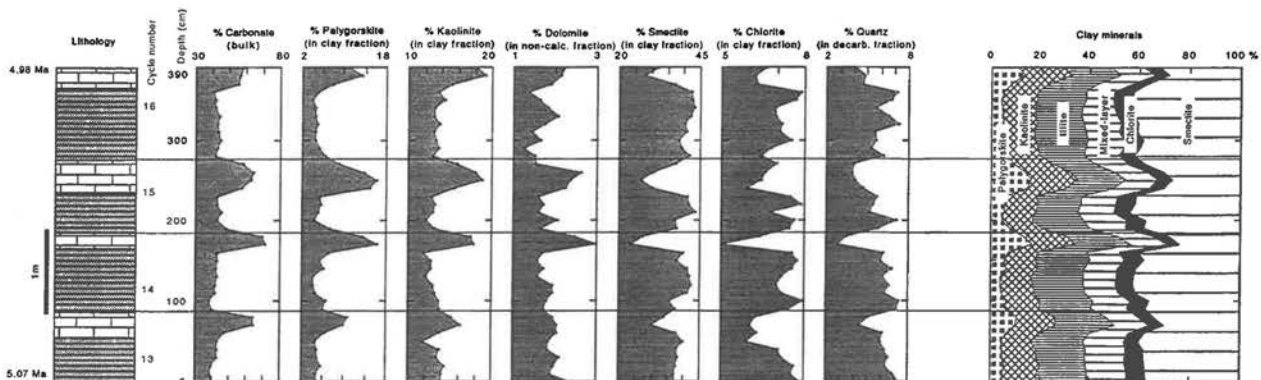 Lithology
Cycle number
Depth (cm)
% Carbonate
(bulk)
30 80
% Palygorskite
(in clay fraction)
2 18
% Kaolinite
(in clay fraction)
10 20
% Dolomite
(in non-calc. fraction)
1 3
% Smectite
(in clay fraction)
20 45
% Chlorite
(in clay fraction)
5 8
% Quartz
(in decarb. fraction)
2 8
Clay minerals
0 20 40 60 80 100 %
4.98 Ma
390
16
300
15
200
1m
14
100
13
5.07 Ma
Palygorskite
Kaolinite
Illite
Mixed-layer
Chlorite
Smectite